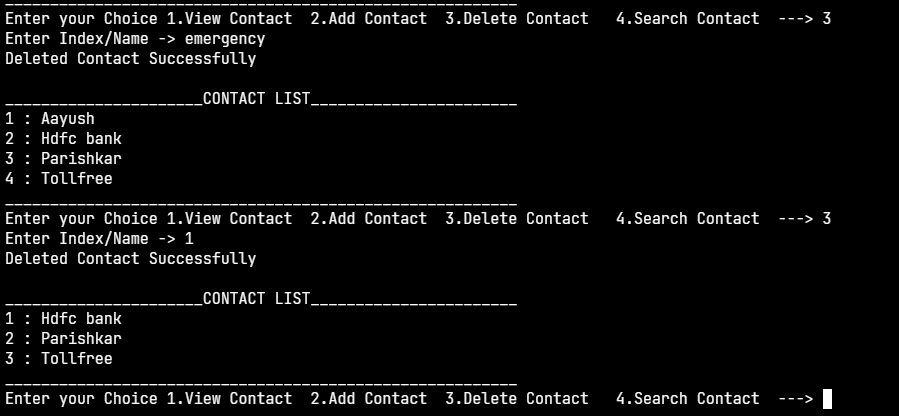 _________________________________________________________
Enter your Choice 1.View Contact  2.Add Contact  3.Delete Contact   4.Search Contact  ---> 3
Enter Index/Name -> emergency
Deleted Contact Successfully

______________________CONTACT LIST_______________________
1 : Aayush
2 : Hdfc bank
3 : Parishkar
4 : Tollfree
_________________________________________________________
Enter your Choice 1.View Contact  2.Add Contact  3.Delete Contact   4.Search Contact  ---> 3
Enter Index/Name -> 1
Deleted Contact Successfully

______________________CONTACT LIST_______________________
1 : Hdfc bank
2 : Parishkar
3 : Tollfree
_________________________________________________________
Enter your Choice 1.View Contact  2.Add Contact  3.Delete Contact   4.Search Contact  --->